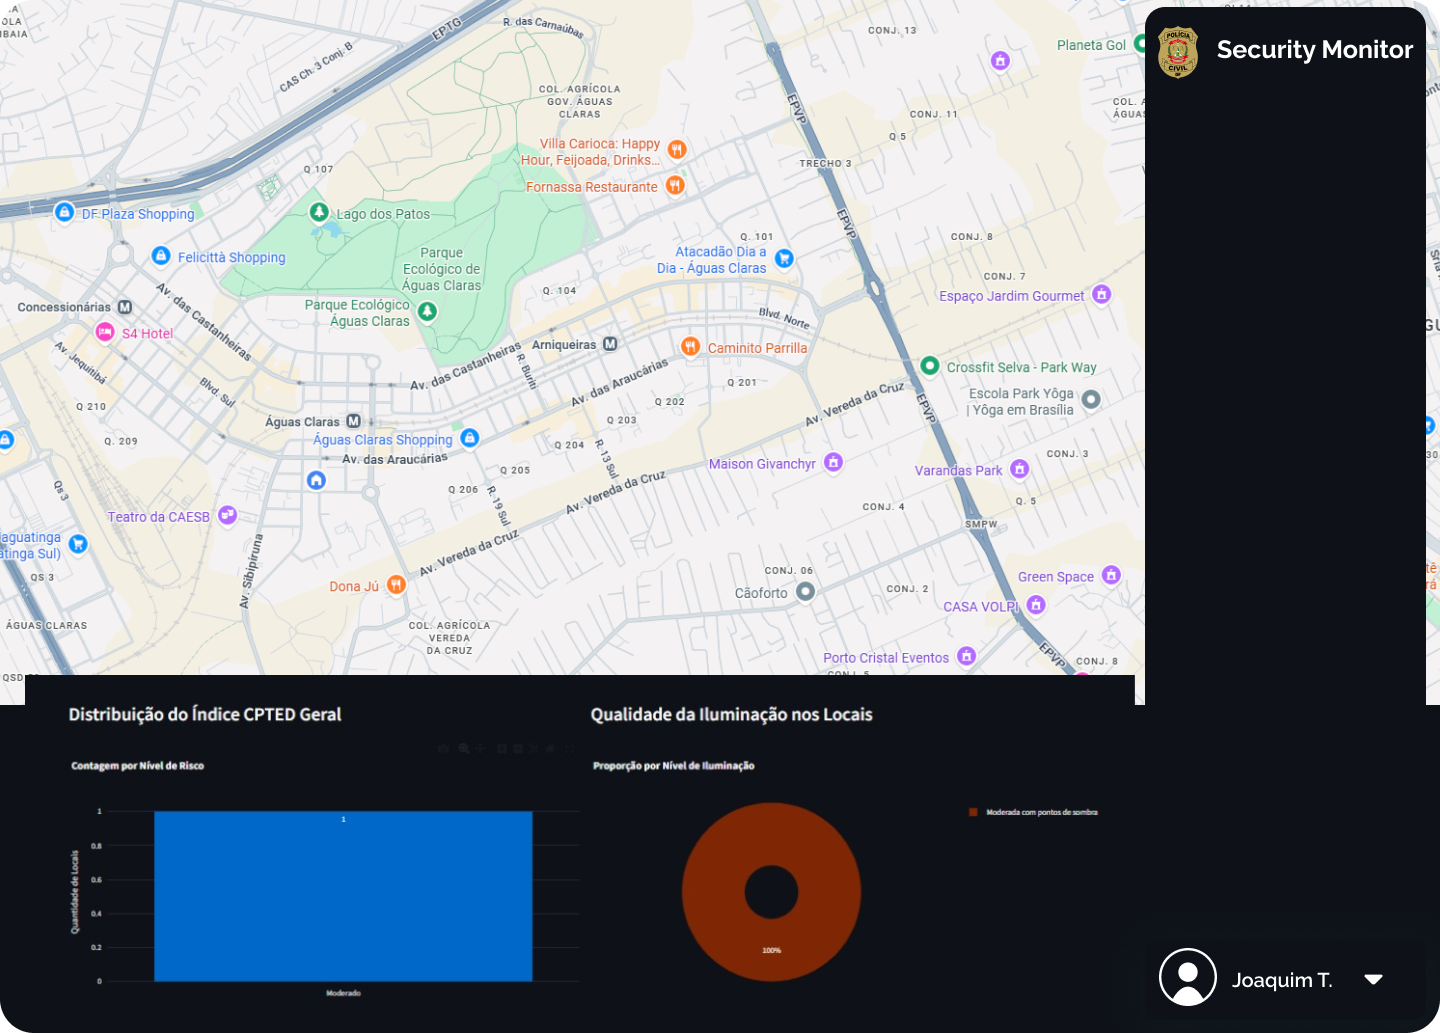 EPTG
R. das Carnaúbas
CONJ. 13
Planeta Gol
POLÍCIA
CIVIL
DF
Security Monitor
CAS Ch. 3 Conj. B
COL. AGRÍCOLA
GOV. ÁGUAS
CLARAS
EPVP
CONJ. 11
COL. A
ÁGUAS
Q 5
Villa Carioca: Happy
Hour, Feijoada, Drinks...
TRECHO 3
Q 107
Fornassa Restaurante
DF Plaza Shopping
Lago dos Patos
EPVP
Felicittà Shopping
Parque
Ecológico de
Águas Claras
Q. 101
CONJ. 8
Atacadão Dia a
Dia - Águas Claras
CONJ. 7
Q. 104
Espaço Jardim Gourmet
Concessionárias
M
Av. das Castanheiras
Parque Ecológico
Águas Claras
Blvd. Norte
S4 Hotel
Arniqueiras
M
Caminito Parrilla
Av. Jequitibá
Av. das Castanheiras
R. Buriti
Av. das Araucárias
Crossfit Selva - Park Way
Blvd. Sul
Q 201
Av. Vereda da Cruz
EPVP
Escola Park Yôga
| Yôga em Brasília
Q 210
Q 202
Águas Claras
M
Q 203
Águas Claras Shopping
Q. 209
Q 204
R. 13 Sul
Av. das Araucárias
CONJ. 3
Q 205
Maison Givanchyr
Varandas Park
Qs 3
Q 206
R. 19 Sul
Av. Vereda da Cruz
Q. 5
CONJ. 4
Teatro da CAESB
SMPW
aguatinga
atinga Sul)
Av. Sibipiruna
Av. Vereda da Cruz
QS 3
CONJ. 06
Green Space
Dona Jú
Cãoforto
CONJ. 2
CASA VOLPI
ÁGUAS CLARAS
COL. AGRÍCOLA
VEREDA
DA CRUZ
EPVP
Porto Cristal Eventos
CONJ. 8
QSD
CONJ. 5
Distribuição do Índice CPTED Geral
Qualidade da Iluminação nos Locais
Contagem por Nível de Risco
Proporção por Nível de Iluminação
1
1
Moderada com pontos de sombra
0.8
0.6
Quantidade de Locais
0.4
0.2
100%
0
Moderado
Joaquim T.